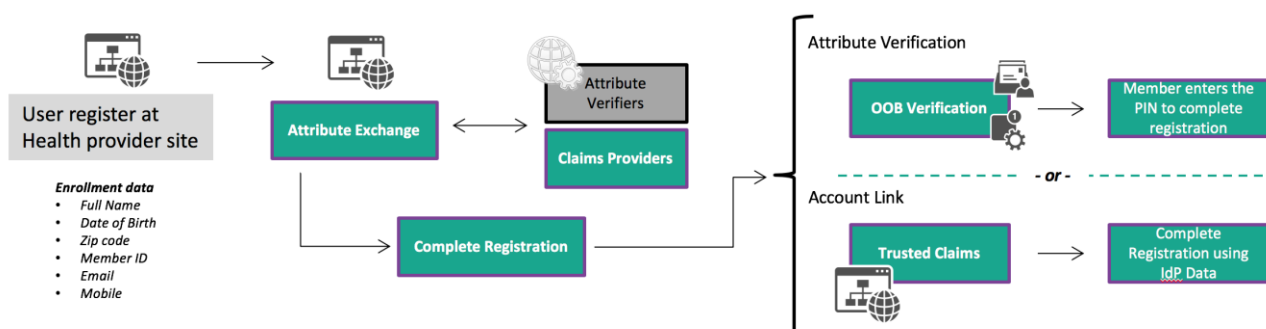 User register at
Health provider site
Enrollment data
• Full Name
• Date of Birth
• Zip code
• Member ID
• Email
• Mobile
Attribute Exchange
Attribute
Verifiers
Claims Providers
Complete Registration
Attribute Verification
OOB Verification
1
Member enters the
PIN to complete
registration
- or -
Account Link
Trusted Claims
Complete
Registration using
IdP Data